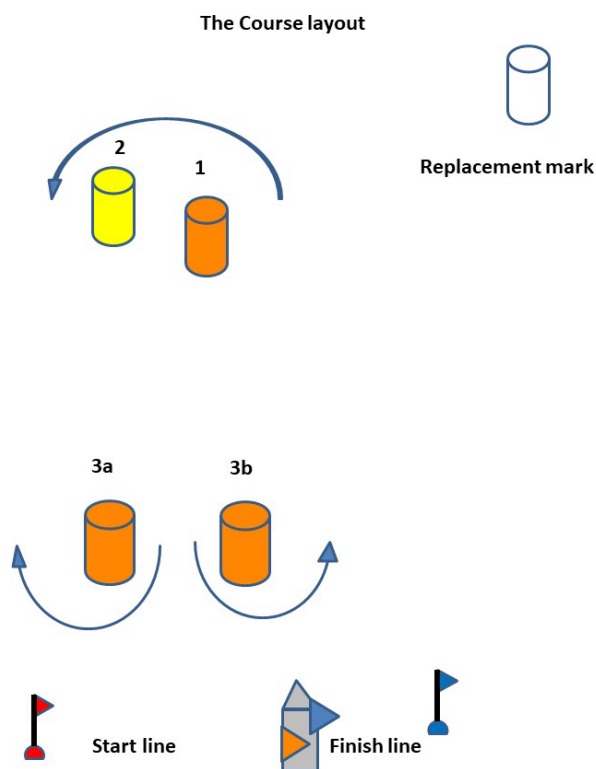 The Course layout
2
1
Replacement mark
3a
3b
Start line
Finish line